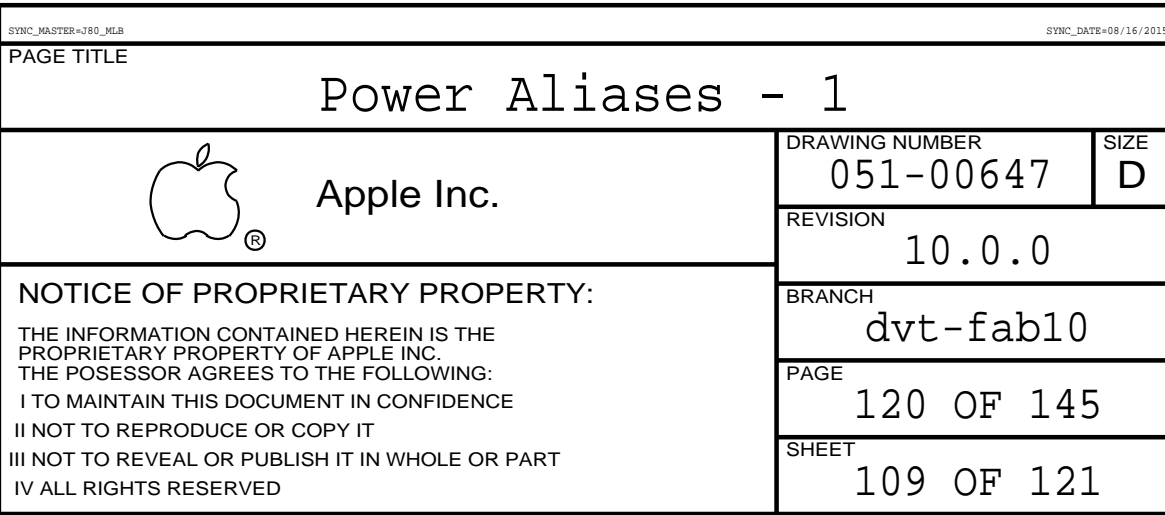 SYNC_MASTER=J80_MLB SYNC_DATE=08/16/2015
PAGE TITLE
Power Aliases - 1
Apple Inc.
®
DRAWING NUMBER
051-00647
SIZE
D
REVISION
10.0.0
NOTICE OF PROPRIETARY PROPERTY:
THE INFORMATION CONTAINED HEREIN IS THE
PROPRIETARY PROPERTY OF APPLE INC.
THE POSESSOR AGREES TO THE FOLLOWING:
I TO MAINTAIN THIS DOCUMENT IN CONFIDENCE
II NOT TO REPRODUCE OR COPY IT
III NOT TO REVEAL OR PUBLISH IT IN WHOLE OR PART
IV ALL RIGHTS RESERVED
BRANCH
dvt-fab10
PAGE
120 OF 145
SHEET
109 OF 121